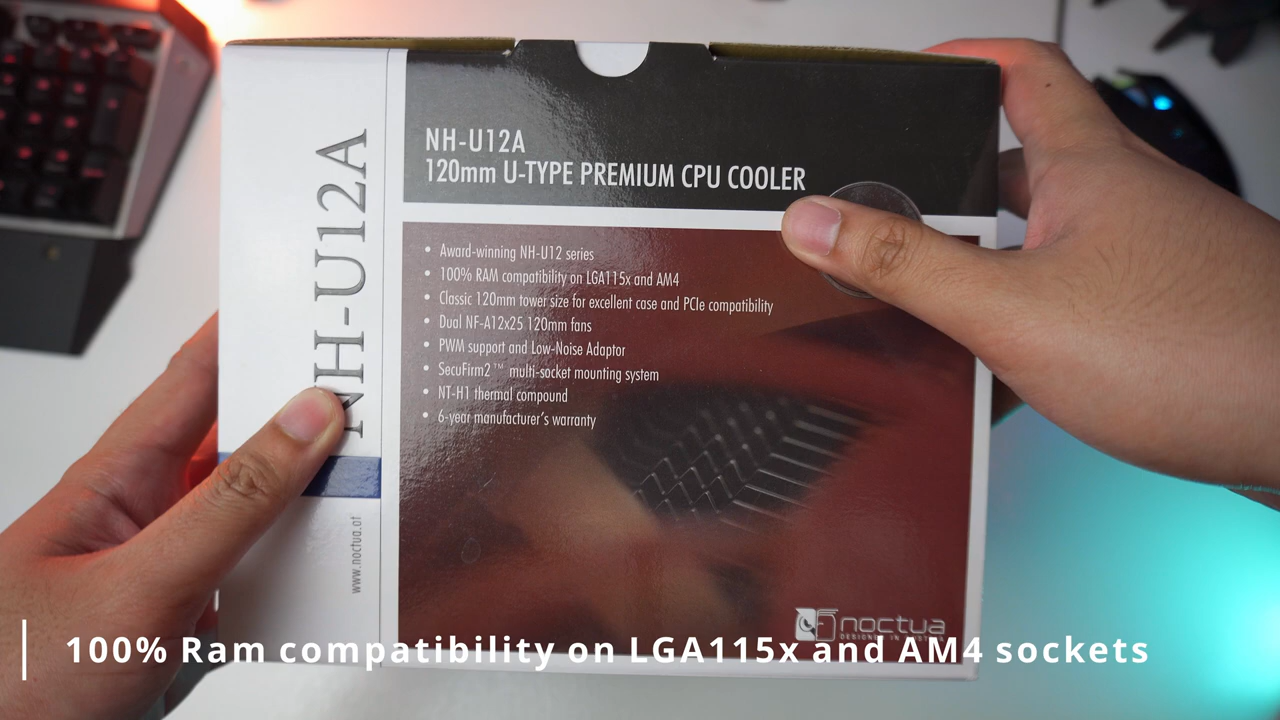 NH-U12A
NH-U12A
120mm U-TYPE PREMIUM CPU COOLER
• Award-winning NH-U12 series
• 100% RAM compatibility on LGA115x and AM4
• Classic 120mm tower size for excellent case and PCIe compatibility
• Dual NF-A12x25 120mm fans
• PWM support and Low-Noise Adaptor
• SecuFirm2™ multi-socket mounting system
• NT-H1 thermal compound
• 6-year manufacturer's warranty
www.noctua.at
noctua
DESIGNED IN
100% Ram compatibility on LGA115x and AM4 sockets